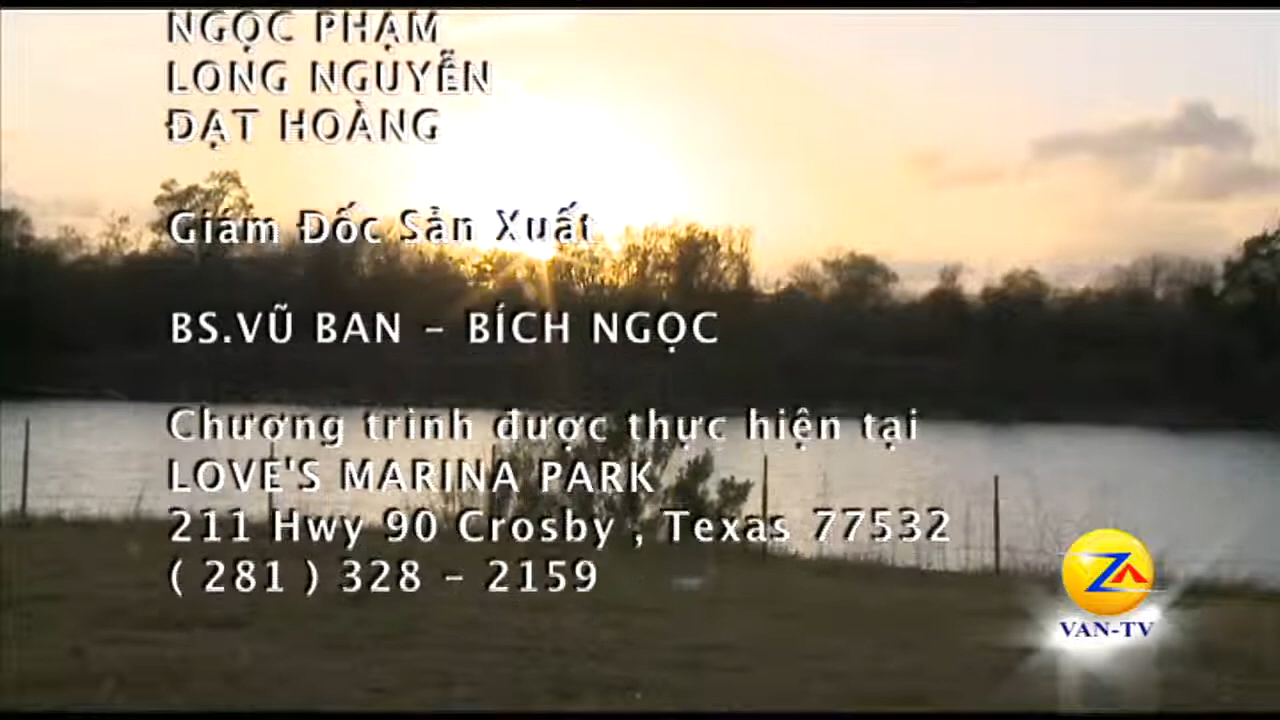 NGỌC PHẠM
LONG NGUYỄN
ĐẠT HOÀNG
Giám Đốc Sản Xuất
BS.VŨ BAN – BÍCH NGỌC
Chương trình được thực hiện tại
LOVE'S MARINA PARK
211 Hwy 90 Crosby , Texas 77532
( 281 ) 328 – 2159
VAN-TV